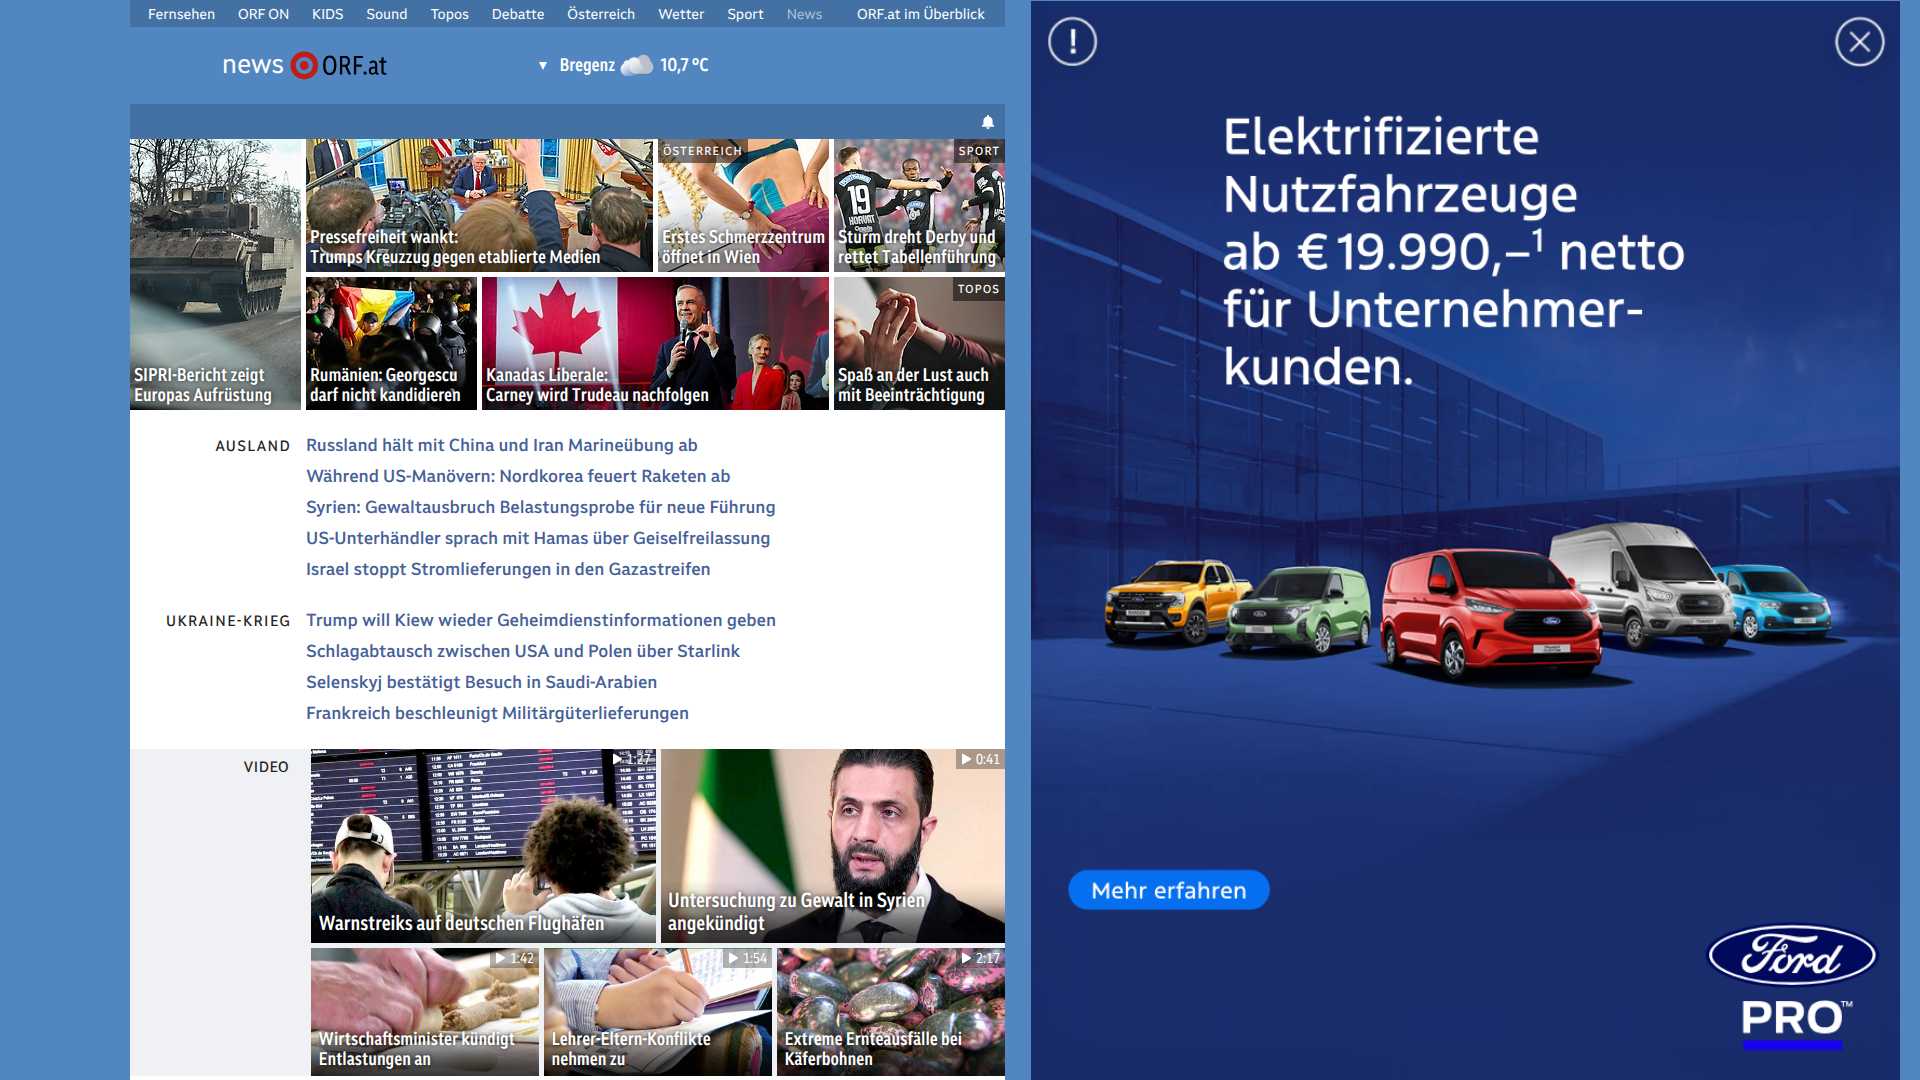 Fernsehen ORF ON KIDS Sound Topos Debatte Österreich Wetter Sport News ORF.at im Überblick
news ORF.at
Bregenz 10,7 °C
SIPRI-Bericht zeigt
Europas Aufrüstung
Pressefreiheit wankt:
Trumps Kreuzzug gegen etablierte Medien
ÖSTERREICH
Erstes Schmerzzentrum
öffnet in Wien
SPORT
19
HORVAT
Sturm dreht Derby und
rettet Tabellenführung
Rumänien: Georgescu
darf nicht kandidieren
Kanadas Liberale:
Carney wird Trudeau nachfolgen
TOPOS
Spaß an der Lust auch
mit Beeinträchtigung
AUSLAND
Russland hält mit China und Iran Marineübung ab
Während US-Manövern: Nordkorea feuert Raketen ab
Syrien: Gewaltausbruch Belastungsprobe für neue Führung
US-Unterhändler sprach mit Hamas über Geiselfreilassung
Israel stoppt Stromlieferungen in den Gazastreifen
UKRAINE-KRIEG
Trump will Kiew wieder Geheimdienstinformationen geben
Schlagabtausch zwischen USA und Polen über Starlink
Selenskyj bestätigt Besuch in Saudi-Arabien
Frankreich beschleunigt Militärgüterlieferungen
VIDEO
1:27
Warnstreiks auf deutschen Flughäfen
0:41
Untersuchung zu Gewalt in Syrien
angekündigt
1:42
Wirtschaftsminister kündigt
Entlastungen an
1:54
Lehrer-Eltern-Konflikte
nehmen zu
2:17
Extreme Ernteausfälle bei
Käferbohnen
Elektrifizierte
Nutzfahrzeuge
ab € 19.990,–¹ netto
für Unternehmer-
kunden.
Mehr erfahren
Ford
PRO™